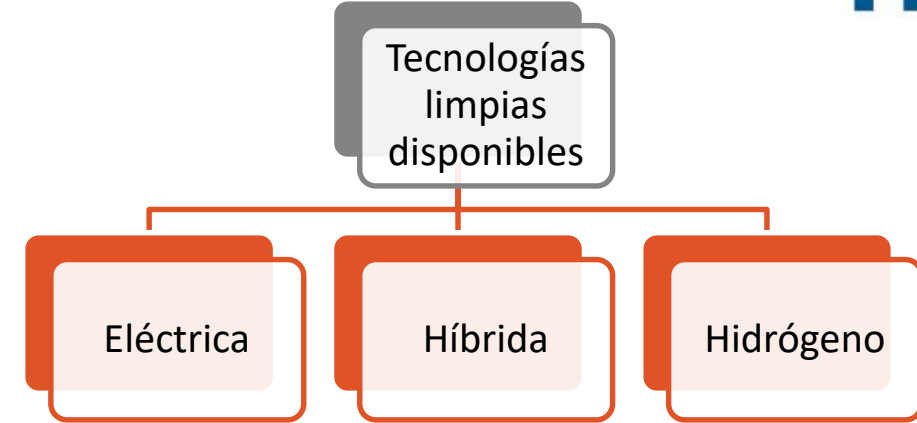 Tecnologías
limpias
disponibles
Eléctrica
Híbrida
Hidrógeno